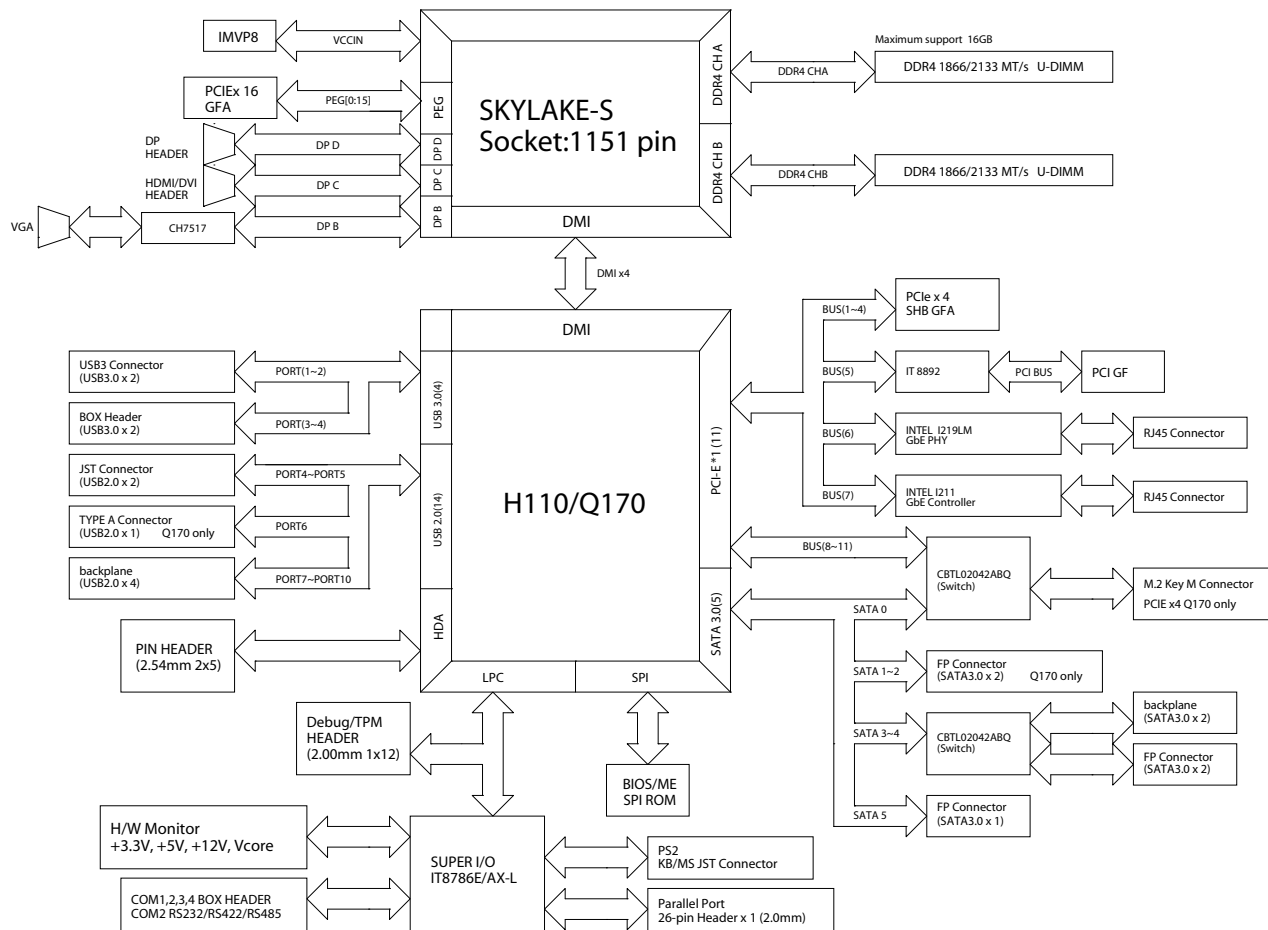 IMVP8
VCCIN
PCIEx 16
GFA
PEG[0:15]
DP
HEADER
DP D
HDMI/DVI
HEADER
DP C
VGA
CH7517
DP B
PEG
DP D
DP C
DP B
SKYLAKE-S
Socket:1151 pin
DMI
DDR4 CH A
DDR4 CH B
Maximum support 16GB
DDR4 CHA
DDR4 1866/2133 MT/s U-DIMM
DDR4 CHB
DDR4 1866/2133 MT/s U-DIMM
DMI x4
DMI
H110/Q170
USB 3.0(4)
USB 2.0(14)
HDA
LPC
SPI
PCI-E *1 (11)
SATA 3.0(5)
USB3 Connector
(USB3.0 x 2)
PORT(1~2)
BOX Header
(USB3.0 x 2)
PORT(3~4)
JST Connector
(USB2.0 x 2)
PORT4~PORT5
TYPE A Connector
(USB2.0 x 1) Q170 only
PORT6
backplane
(USB2.0 x 4)
PORT7~PORT10
PIN HEADER
(2.54mm 2x5)
BUS(1~4)
PCIe x 4
SHB GFA
BUS(5)
IT 8892
PCI BUS
PCI GF
BUS(6)
INTEL I219LM
GbE PHY
RJ45 Connector
BUS(7)
INTEL I211
GbE Controller
RJ45 Connector
BUS(8~11)
CBTL02042ABQ
(Switch)
M.2 Key M Connector
PCIE x4 Q170 only
SATA 0
SATA 1~2
FP Connector
(SATA3.0 x 2) Q170 only
SATA 3~4
CBTL02042ABQ
(Switch)
backplane
(SATA3.0 x 2)
FP Connector
(SATA3.0 x 2)
SATA 5
FP Connector
(SATA3.0 x 1)
Debug/TPM
HEADER
(2.00mm 1x12)
BIOS/ME
SPI ROM
H/W Monitor
+3.3V, +5V, +12V, Vcore
SUPER I/O
IT8786E/AX-L
PS2
KB/MS JST Connector
COM1,2,3,4 BOX HEADER
COM2 RS232/RS422/RS485
Parallel Port
26-pin Header x 1 (2.0mm)